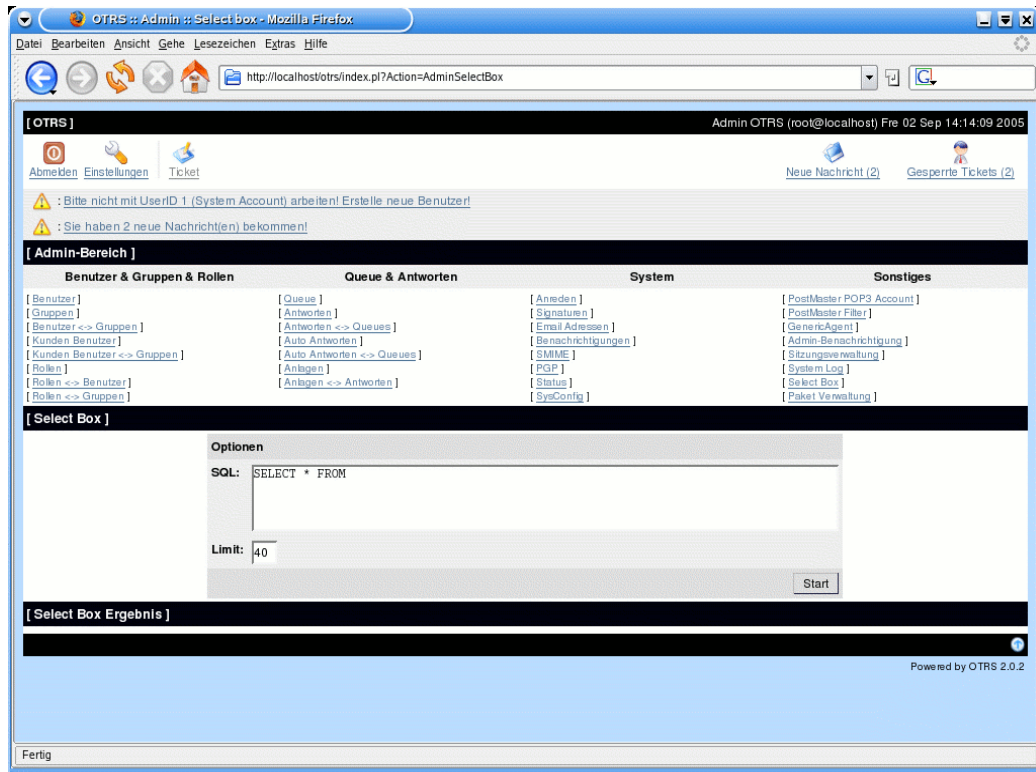 OTRS :: Admin :: Select box - Mozilla Firefox
Datei Bearbeiten Ansicht Gehe Lesezeichen Extras Hilfe
http://localhost/otrs/index.pl?Action=AdminSelectBox
G
[ OTRS ] Admin OTRS (root@localhost) Fre 02 Sep 14:14:09 2005
Abmelden Einstellungen Ticket Neue Nachricht (2) Gesperrte Tickets (2)
: Bitte nicht mit UserID 1 (System Account) arbeiten! Erstelle neue Benutzer!
: Sie haben 2 neue Nachricht(en) bekommen!
[ Admin-Bereich ]
Benutzer & Gruppen & Rollen Queue & Antworten System Sonstiges
[ Benutzer ] [ Queue ] [ Anreden ] [ PostMaster POP3 Account ]
[ Gruppen ] [ Antworten ] [ Signaturen ] [ PostMaster Filter ]
[ Benutzer <-> Gruppen ] [ Antworten <-> Queues ] [ Email Adressen ] [ GenericAgent ]
[ Kunden Benutzer ] [ Auto Antworten ] [ Benachrichtigungen ] [ Admin-Benachrichtigung ]
[ Kunden Benutzer <-> Gruppen ] [ Auto Antworten <-> Queues ] [ SMIME ] [ Sitzungsverwaltung ]
[ Rollen ] [ Anlagen ] [ PGP ] [ System Log ]
[ Rollen <-> Benutzer ] [ Anlagen <-> Antworten ] [ Status ] [ Select Box ]
[ Rollen <-> Gruppen ] [ SysConfig ] [ Paket Verwaltung ]
[ Select Box ]
Optionen
SQL: SELECT * FROM
Limit: 40
Start
[ Select Box Ergebnis ]
Powered by OTRS 2.0.2
Fertig